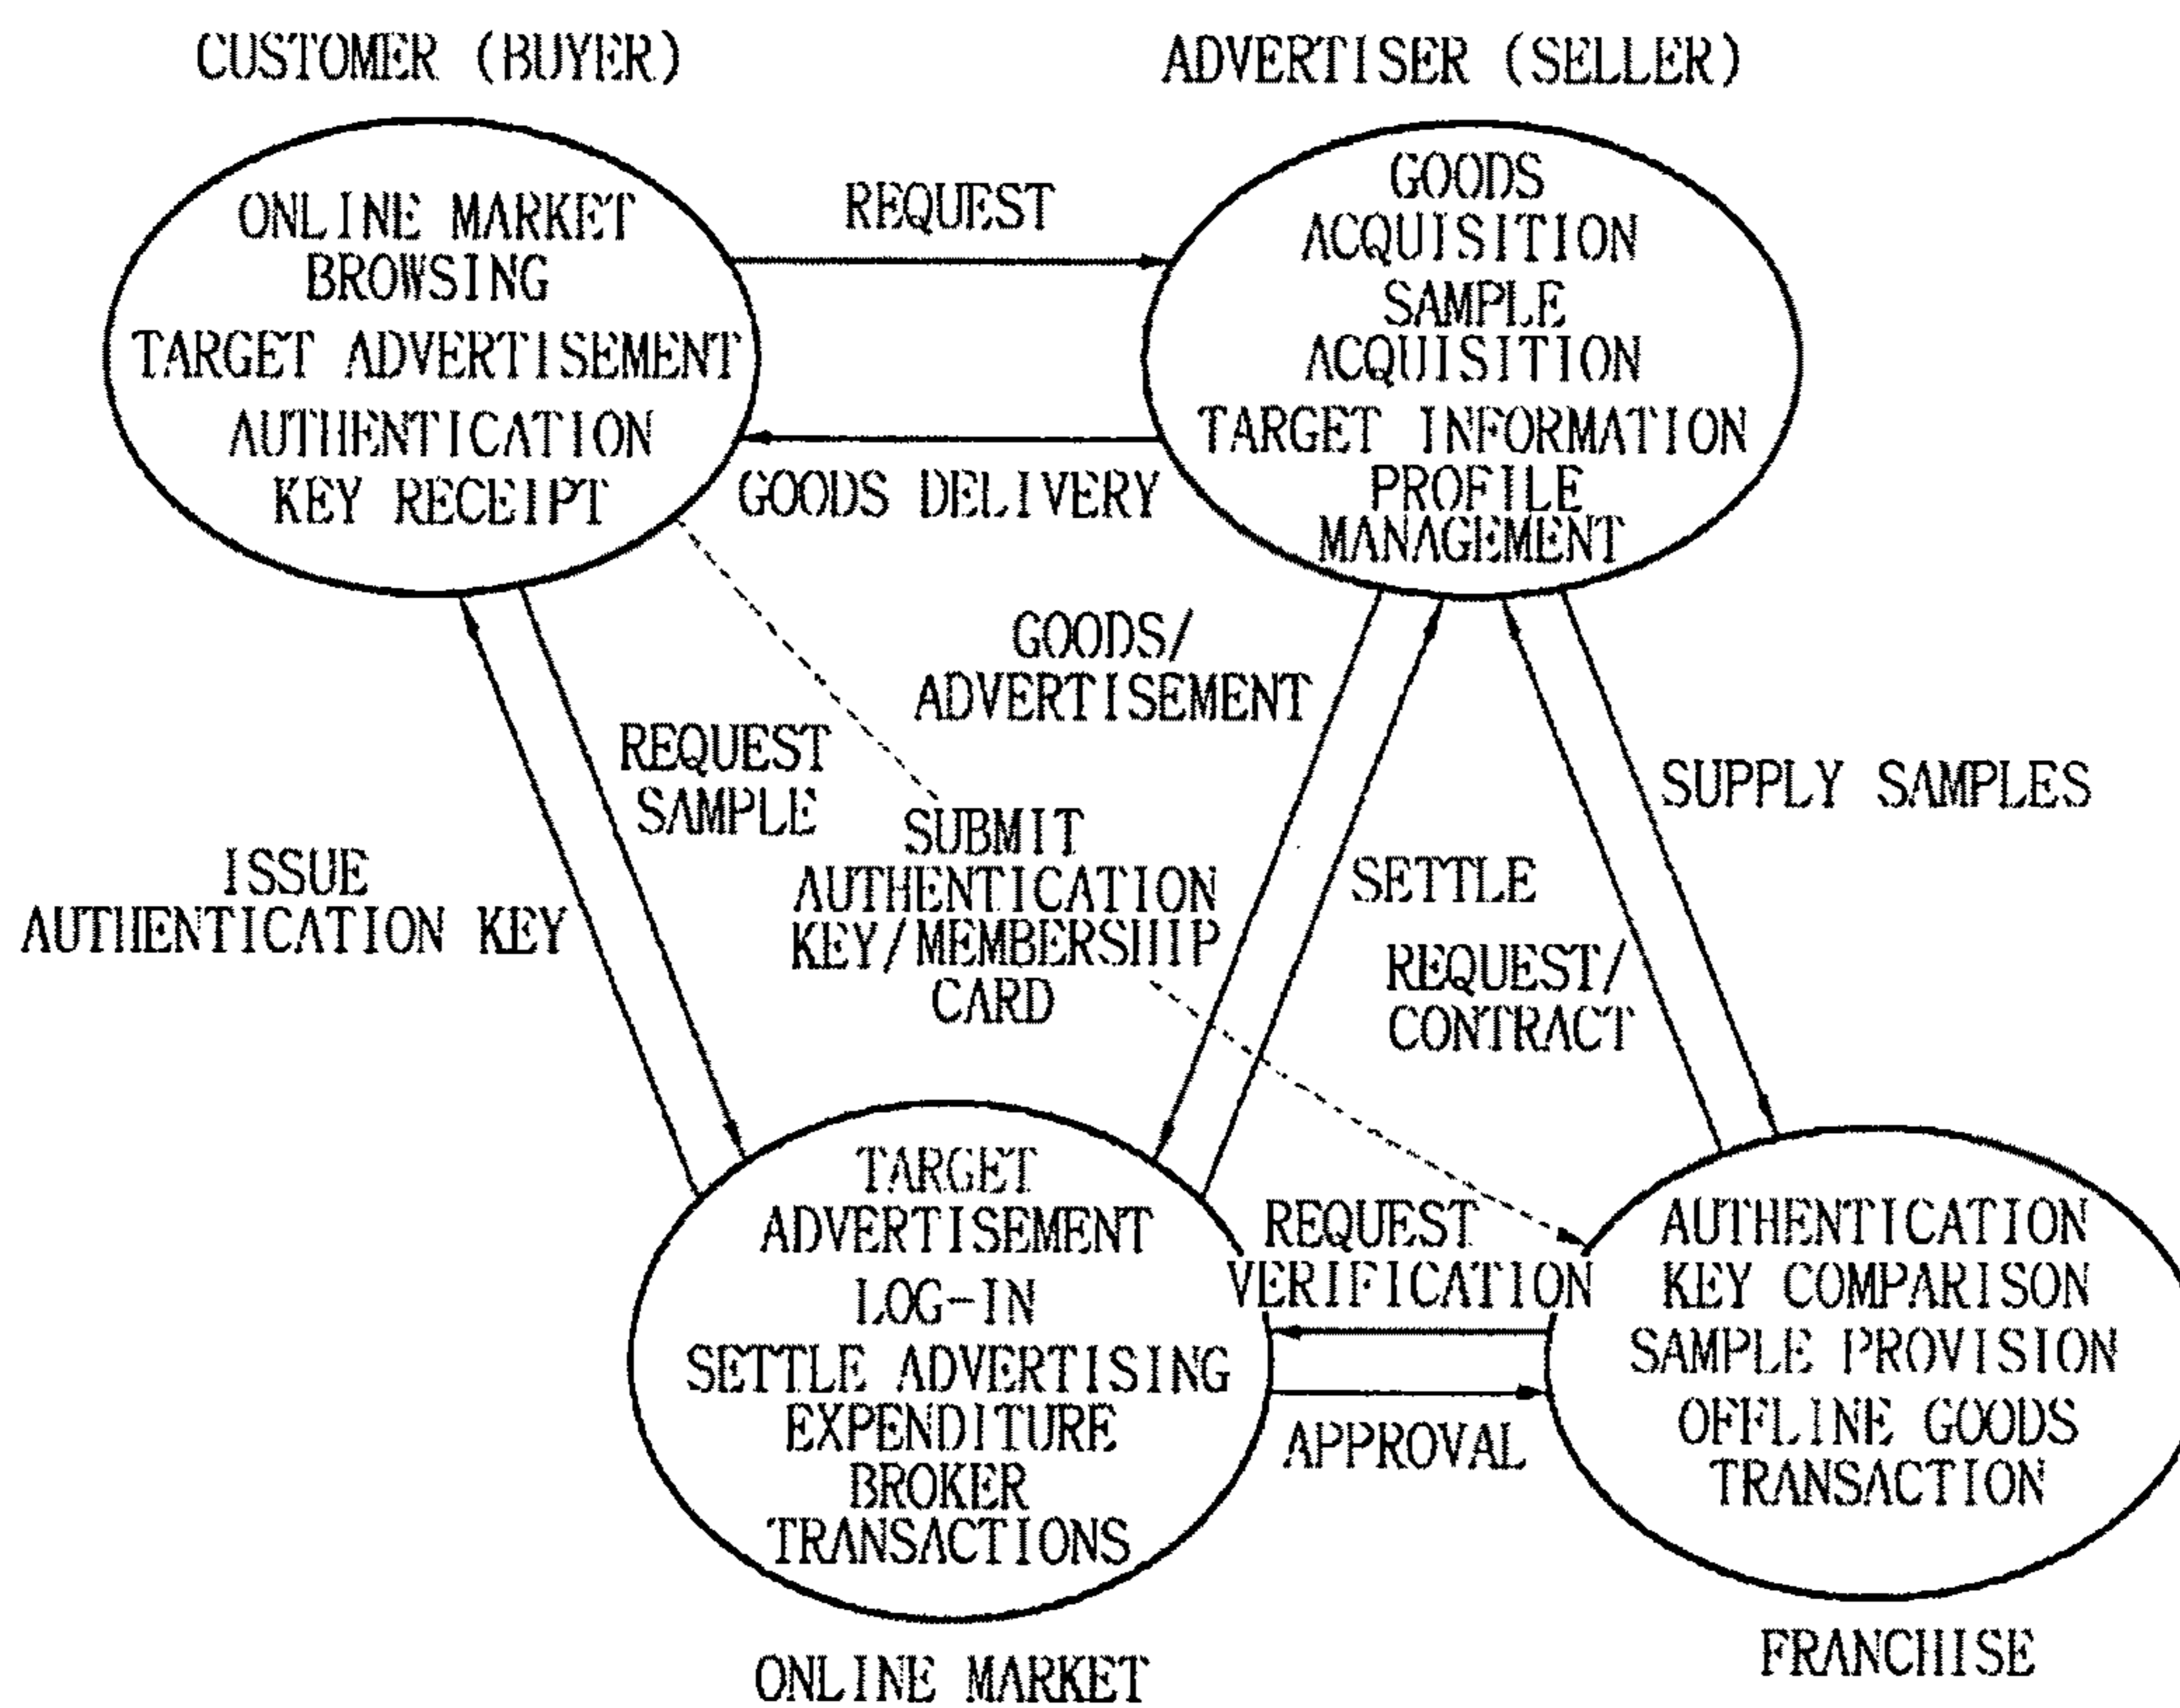 CUSTOMER (BUYER)
ADVERTISER (SELLER)
ONLINE MARKET
BROWSING
TARGET ADVERTISEMENT
AUTHENTICATION
KEY RECEIPT
REQUEST
GOODS DELIVERY
GOODS
ACQUISITION
SAMPLE
ACQUISITION
TARGET INFORMATION
PROFILE
MANAGEMENT
GOODS/
ADVERTISEMENT
REQUEST
SAMPLE
ISSUE
AUTHENTICATION KEY
SUBMIT
AUTHENTICATION
KEY/MEMBERSHIP
CARD
SETTLE
SUPPLY SAMPLES
REQUEST/
CONTRACT
TARGET
ADVERTISEMENT
LOG-IN
SETTLE ADVERTISING
EXPENDITURE
BROKER
TRANSACTIONS
REQUEST
VERIFICATION
APPROVAL
AUTHENTICATION
KEY COMPARISON
SAMPLE PROVISION
OFFLINE GOODS
TRANSACTION
ONLINE MARKET
FRANCHISE